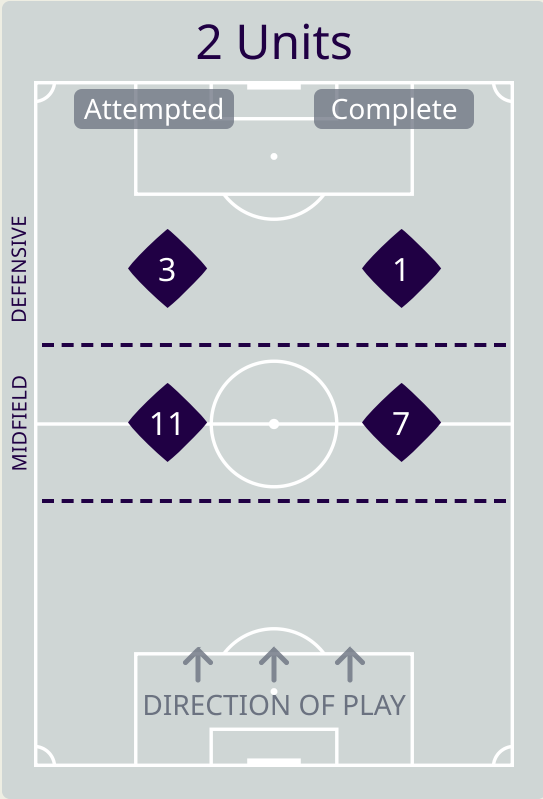 2 Units
Attempted
Complete
DEFENSIVE
3
1
MIDFIELD
11
7
DIRECTION OF PLAY